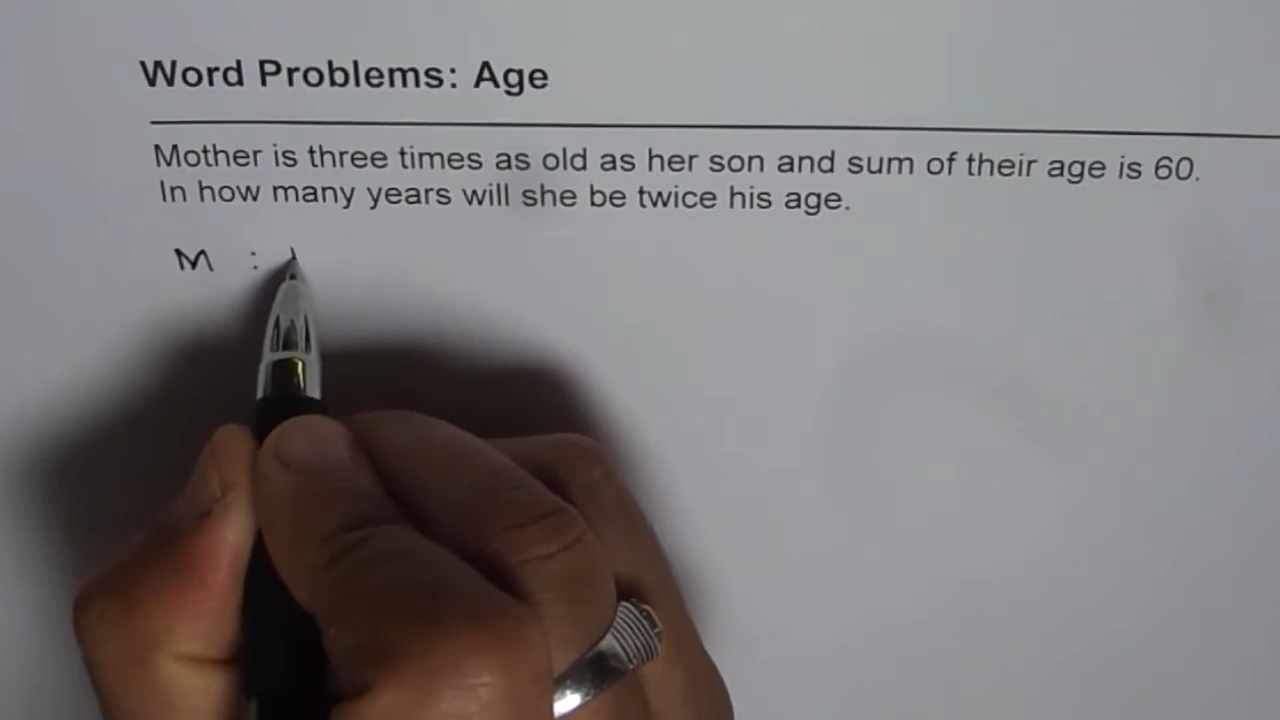 Word Problems: Age
Mother is three times as old as her son and sum of their age is 60.
In how many years will she be twice his age.
M :